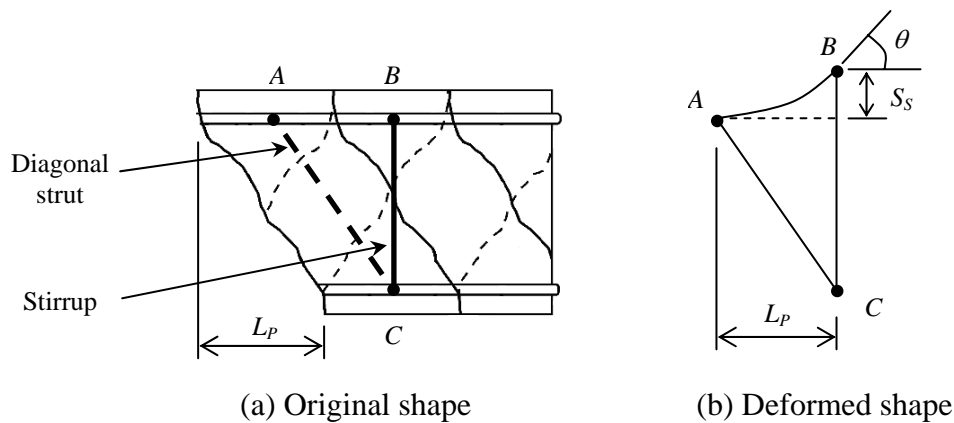 A
B
Diagonal
strut
Stirrup
L_P
C
(a) Original shape
B
θ
A
S_S
L_P
C
(b) Deformed shape